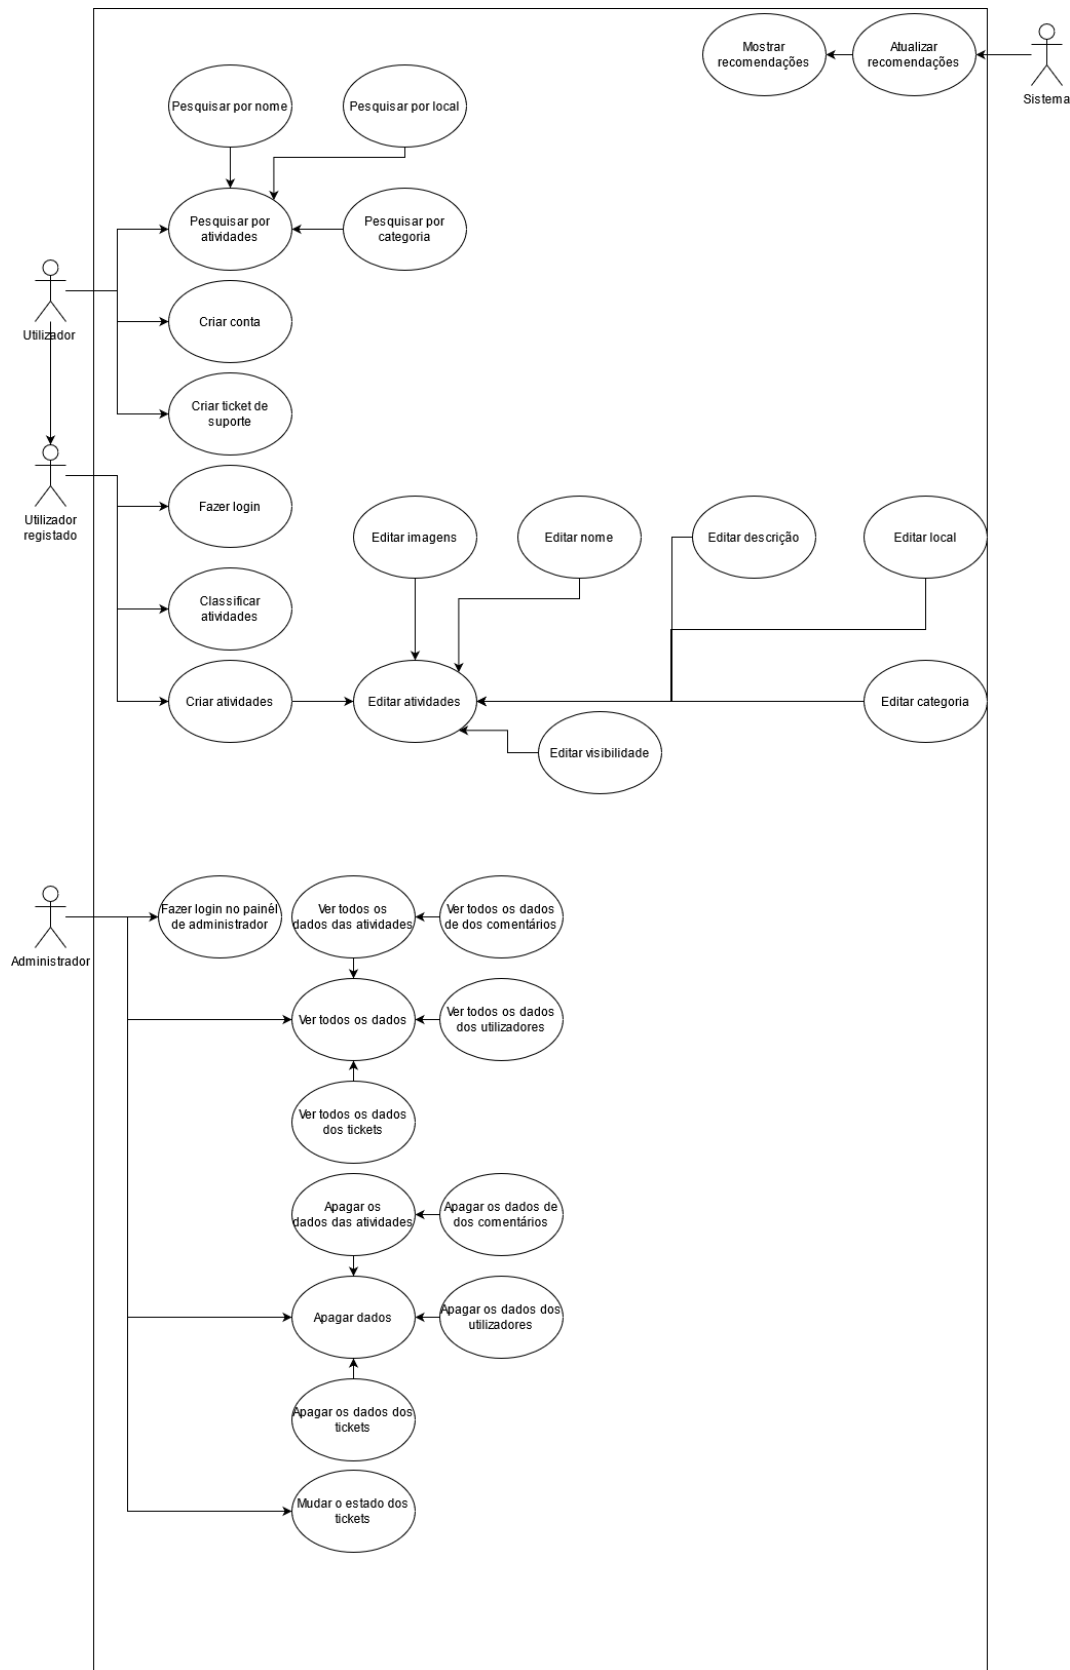 Mostrar
recomendações
Atualizar
recomendações
Sistema
Pesquisar por nome
Pesquisar por local
Pesquisar por
atividades
Pesquisar por
categoria
Utilizador
Criar conta
Criar ticket de
suporte
Utilizador
registado
Fazer login
Editar imagens
Editar nome
Editar descrição
Editar local
Classificar
atividades
Criar atividades
Editar atividades
Editar categoria
Editar visibilidade
Administrador
Fazer login no painél
de administrador
Ver todos os
dados das atividades
Ver todos os dados
de dos comentários
Ver todos os dados
Ver todos os dados
dos utilizadores
Ver todos os dados
dos tickets
Apagar os
dados das atividades
Apagar os dados de
dos comentários
Apagar dados
Apagar os dados dos
utilizadores
Apagar os dados dos
tickets
Mudar o estado dos
tickets